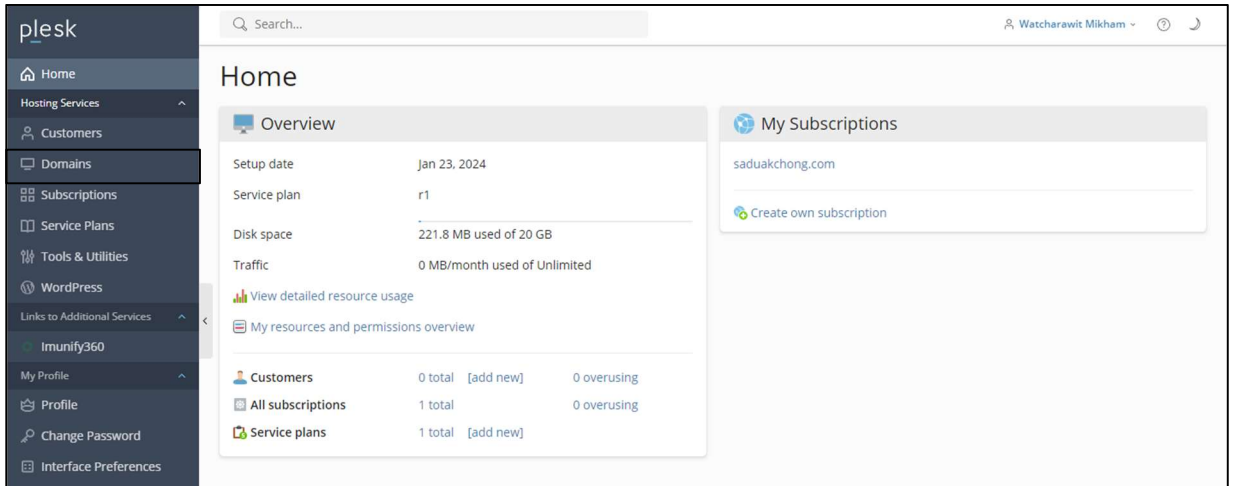 plesk
Search...
Watcharawit Mikham
Home
Hosting Services
Customers
Domains
Subscriptions
Service Plans
Tools & Utilities
WordPress
Links to Additional Services
Imunify360
My Profile
Profile
Change Password
Interface Preferences
Home
Overview
Setup date Jan 23, 2024
Service plan r1
Disk space 221.8 MB used of 20 GB
Traffic 0 MB/month used of Unlimited
View detailed resource usage
My resources and permissions overview
Customers 0 total [add new] 0 overusing
All subscriptions 1 total 0 overusing
Service plans 1 total [add new]
My Subscriptions
saduakchong.com
Create own subscription